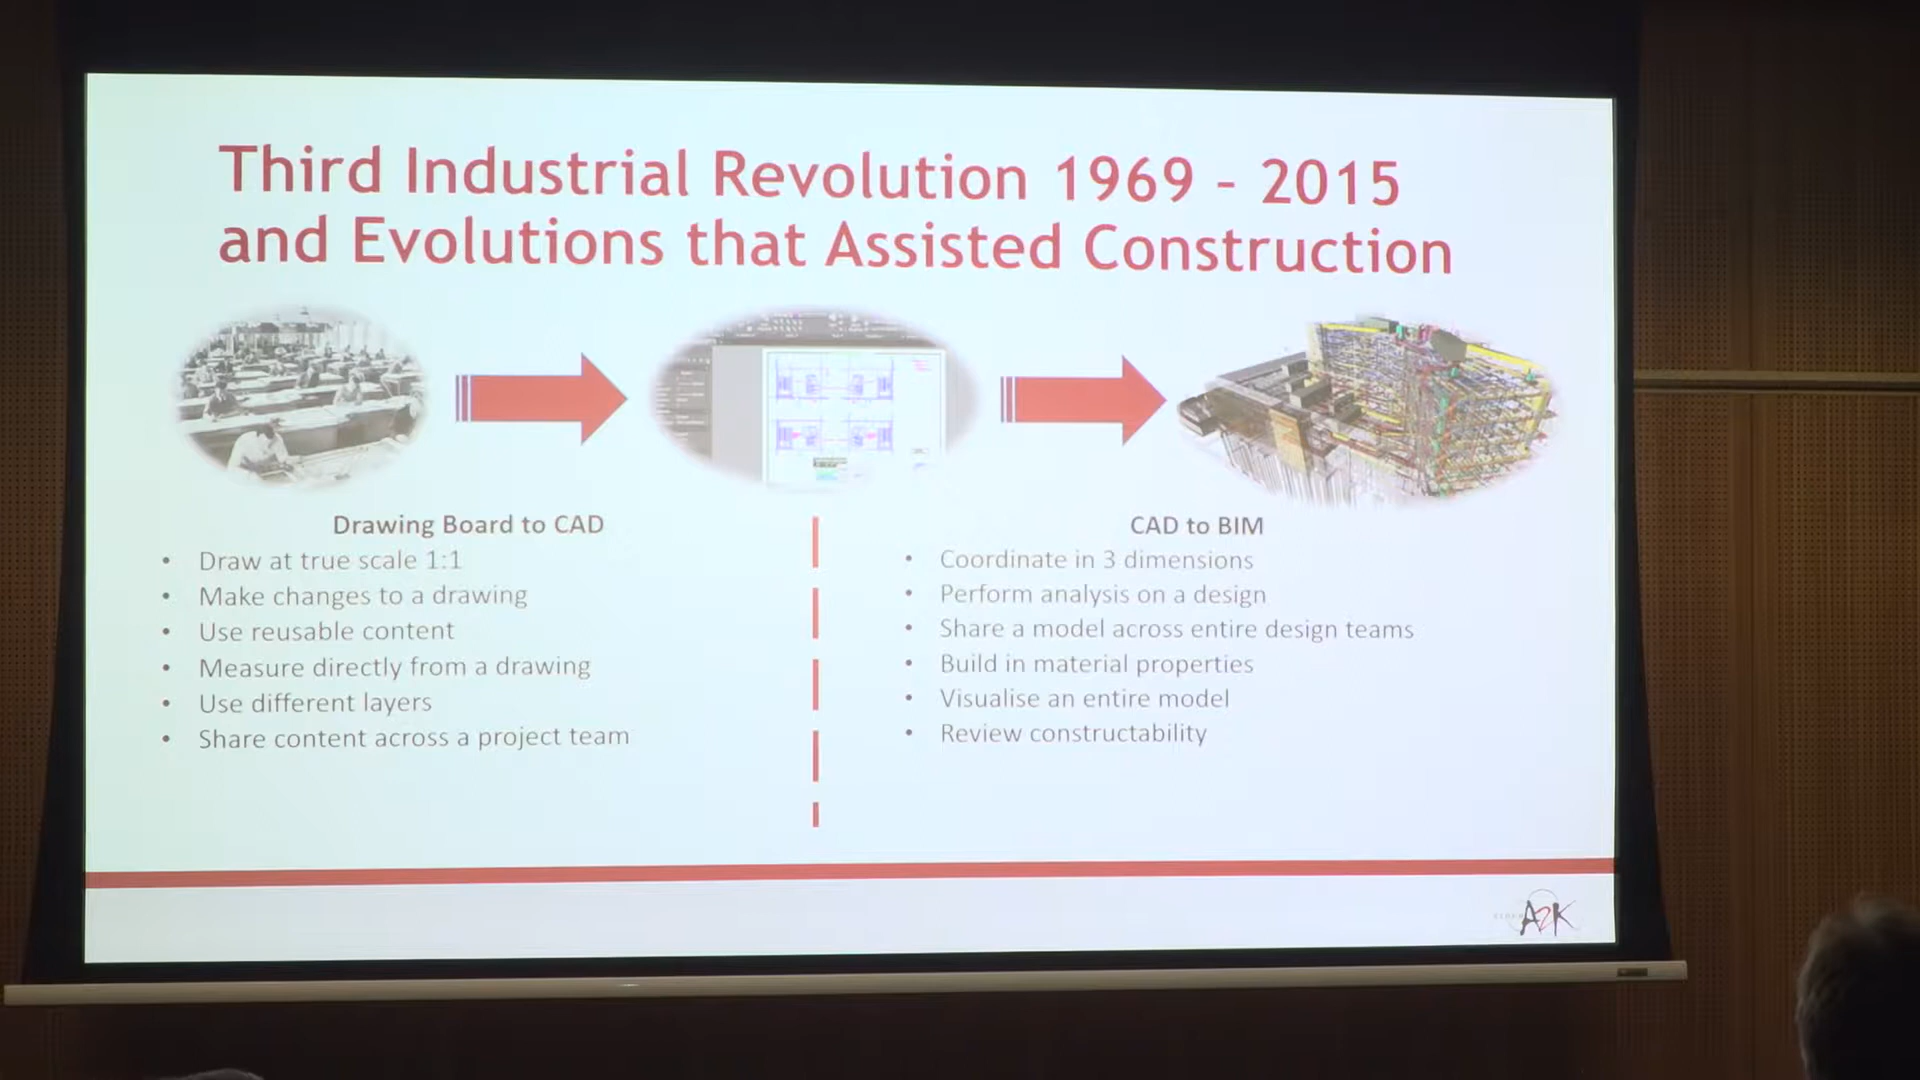 Third Industrial Revolution 1969 - 2015
and Evolutions that Assisted Construction
Drawing Board to CAD
• Draw at true scale 1:1
• Make changes to a drawing
• Use reusable content
• Measure directly from a drawing
• Use different layers
• Share content across a project team
CAD to BIM
• Coordinate in 3 dimensions
• Perform analysis on a design
• Share a model across entire design teams
• Build in material properties
• Visualise an entire model
• Review constructability
A2K